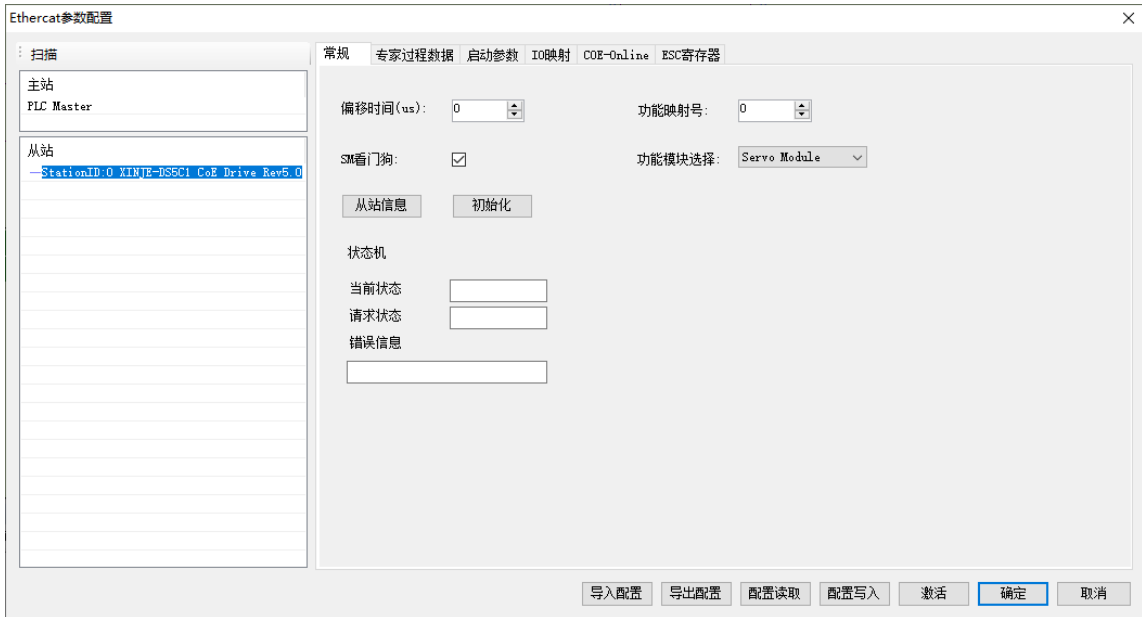 Ethercat参数配置
扫描
主站
PLC Master
从站
StationID:0 XINJE-DS5C1 CoE Drive Rev5.0
常规 专家过程数据 启动参数 IO映射 COE-Online ESC寄存器
偏移时间(us): 0 功能映射号: 0
SM看门狗: 功能模块选择: Servo Module
从站信息 初始化
状态机
当前状态
请求状态
错误信息
导入配置 导出配置 配置读取 配置写入 激活 确定 取消